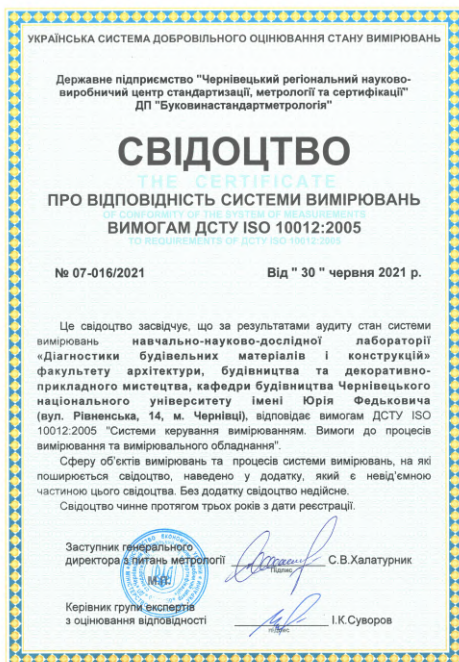 УКРАЇНСЬКА СИСТЕМА ДОБРОВІЛЬНОГО ОЦІНЮВАННЯ СТАНУ ВИМІРЮВАНЬ
Державне підприємство "Чернівецький регіональний науково-
виробничий центр стандартизації, метрології та сертифікації"
ДП "Буковинастандартметрологія"
СВІДОЦТВО
THE CERTIFICATE
ПРО ВІДПОВІДНІСТЬ СИСТЕМИ ВИМІРЮВАНЬ
OF CONFORMITY OF THE SYSTEM OF MEASUREMENTS
ВИМОГАМ ДСТУ ISO 10012:2005
TO REQUIREMENTS OF ДСТУ ISO 10012:2005
№ 07-016/2021 Від " 30 " червня 2021 р.
Це свідоцтво засвідчує, що за результатами аудиту стан системи
вимірювань навчально-науково-дослідної лабораторії
«Діагностики будівельних матеріалів і конструкцій»
факультету архітектури, будівництва та декоративно-
прикладного мистецтва, кафедри будівництва Чернівецького
національного університету імені Юрія Федьковича
(вул. Рівненська, 14, м. Чернівці), відповідає вимогам ДСТУ ISO
10012:2005 "Системи керування вимірюванням. Вимоги до процесів
вимірювання та вимірювального обладнання".
Сферу об'єктів вимірювань та процесів системи вимірювань, на які
поширюється свідоцтво, наведено у додатку, який є невід'ємною
частиною цього свідоцтва. Без додатку свідоцтво недійсне.
Свідоцтво чинне протягом трьох років з дати реєстрації.
Заступник генерального
директора з питань метрології С.В.Халатурник
Підпис
М.П.
Керівник групи експертів
з оцінювання відповідності І.К.Суворов
підпис